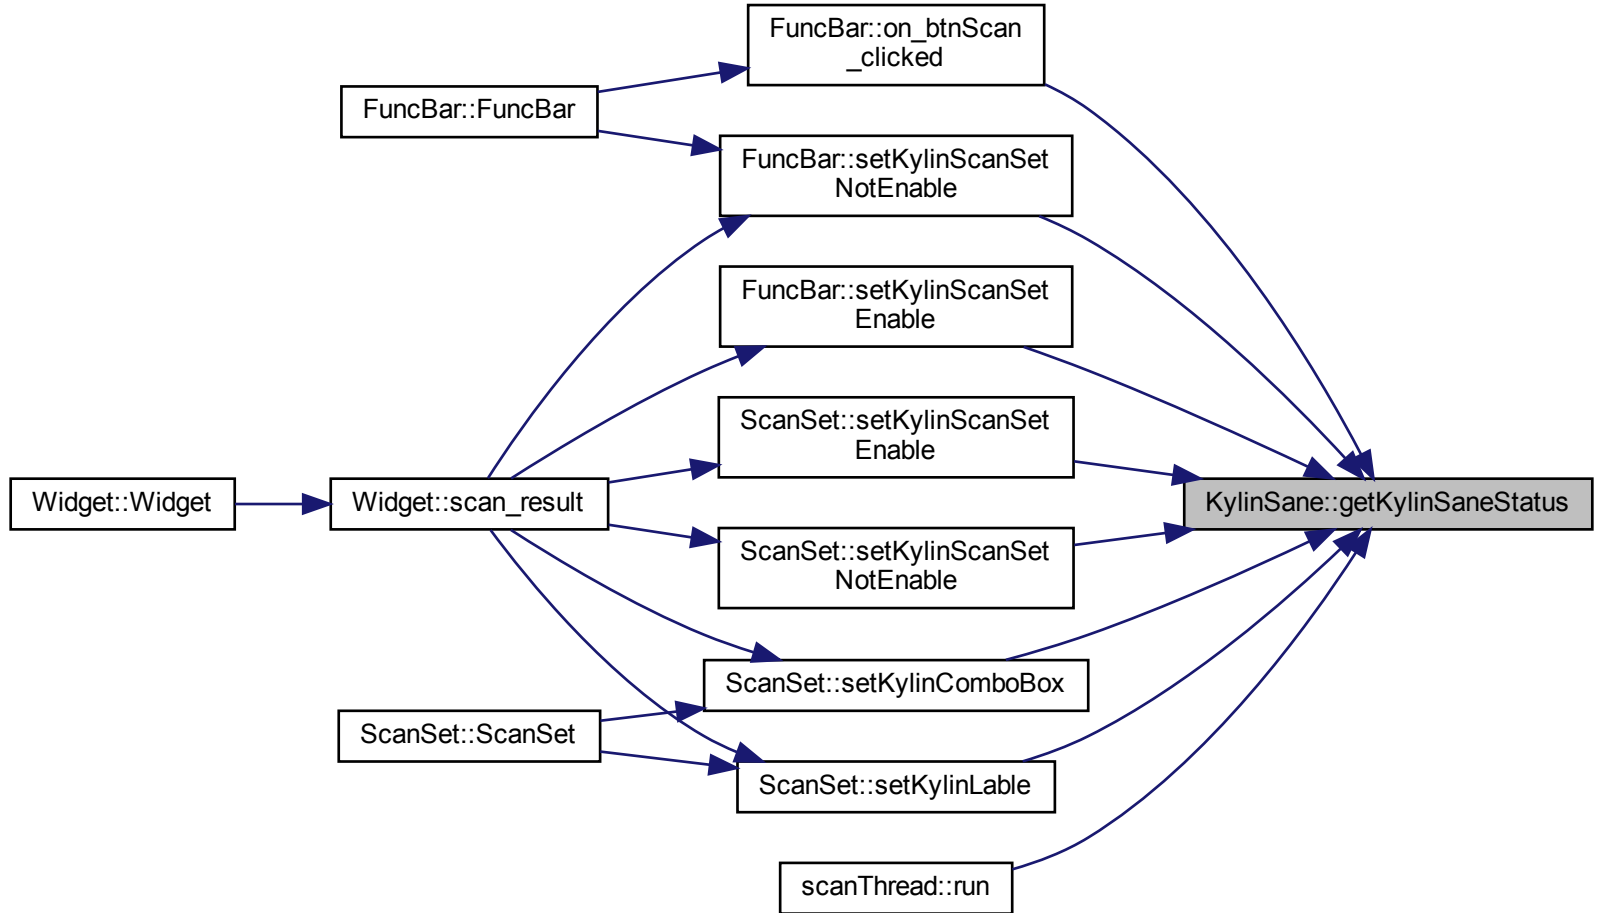 FuncBar::on_btnScan
_clicked
FuncBar::FuncBar
FuncBar::setKylinScanSet
NotEnable
FuncBar::setKylinScanSet
Enable
ScanSet::setKylinScanSet
Enable
Widget::Widget
Widget::scan_result
KylinSane::getKylinSaneStatus
ScanSet::setKylinScanSet
NotEnable
ScanSet::setKylinComboBox
ScanSet::ScanSet
ScanSet::setKylinLable
scanThread::run